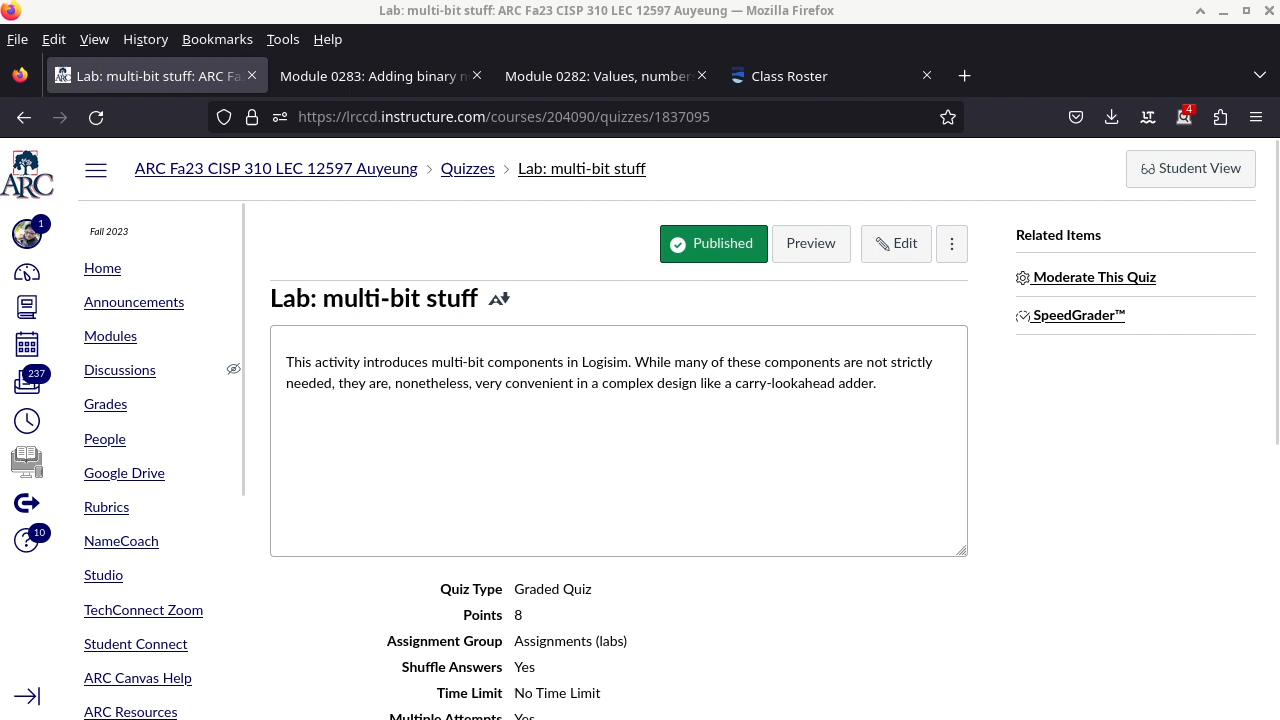 Lab: multi-bit stuff: ARC Fa23 CISP 310 LEC 12597 Auyeung — Mozilla Firefox
File Edit View History Bookmarks Tools Help
Lab: multi-bit stuff: ARC Fa
Module 0283: Adding binary n
Module 0282: Values, number
Class Roster
https://lrccd.instructure.com/courses/204090/quizzes/1837095
4
ARC
ARC Fa23 CISP 310 LEC 12597 Auyeung
Quizzes
Lab: multi-bit stuff
Student View
1
237
10
Fall 2023
Home
Announcements
Modules
Discussions
Grades
People
Google Drive
Rubrics
NameCoach
Studio
TechConnect Zoom
Student Connect
ARC Canvas Help
ARC Resources
Published
Preview
Edit
Lab: multi-bit stuff
This activity introduces multi-bit components in Logisim. While many of these components are not strictly
needed, they are, nonetheless, very convenient in a complex design like a carry-lookahead adder.
Quiz Type Graded Quiz
Points 8
Assignment Group Assignments (labs)
Shuffle Answers Yes
Time Limit No Time Limit
Multiple Attempts Yes
Related Items
Moderate This Quiz
SpeedGrader™